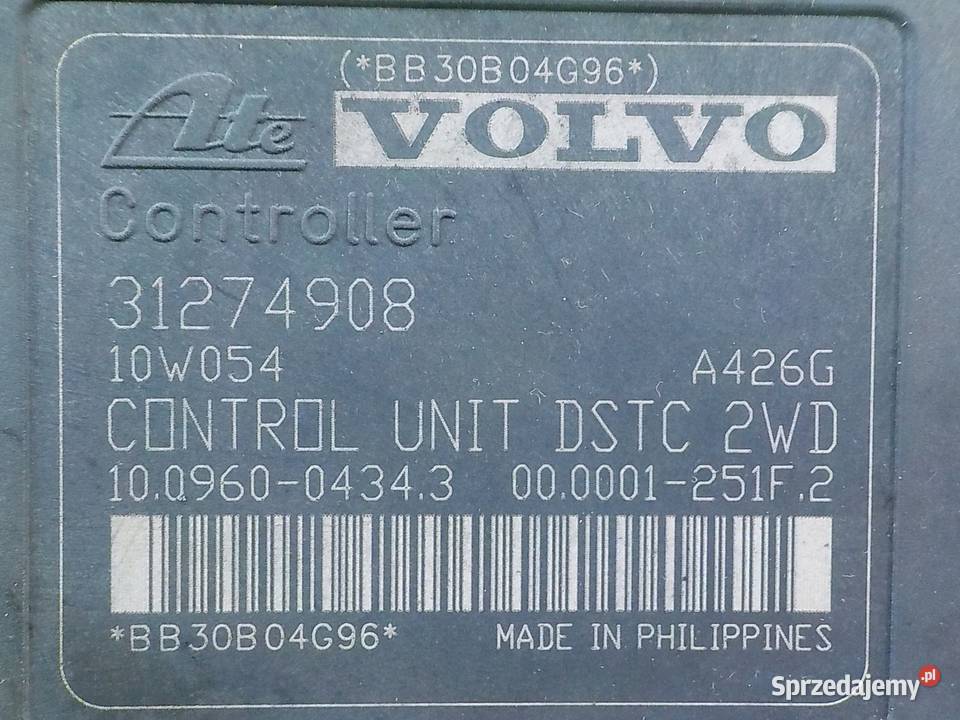 (*BB30B04G96*)
Ate VOLVO
Controller
31274908
10W054 A426G
CONTROL UNIT DSTC 2WD
10.0960-0434.3 00.0001-251F.2
*BB30B04G96* MADE IN PHILIPPINES
Sprzedajemy.pl